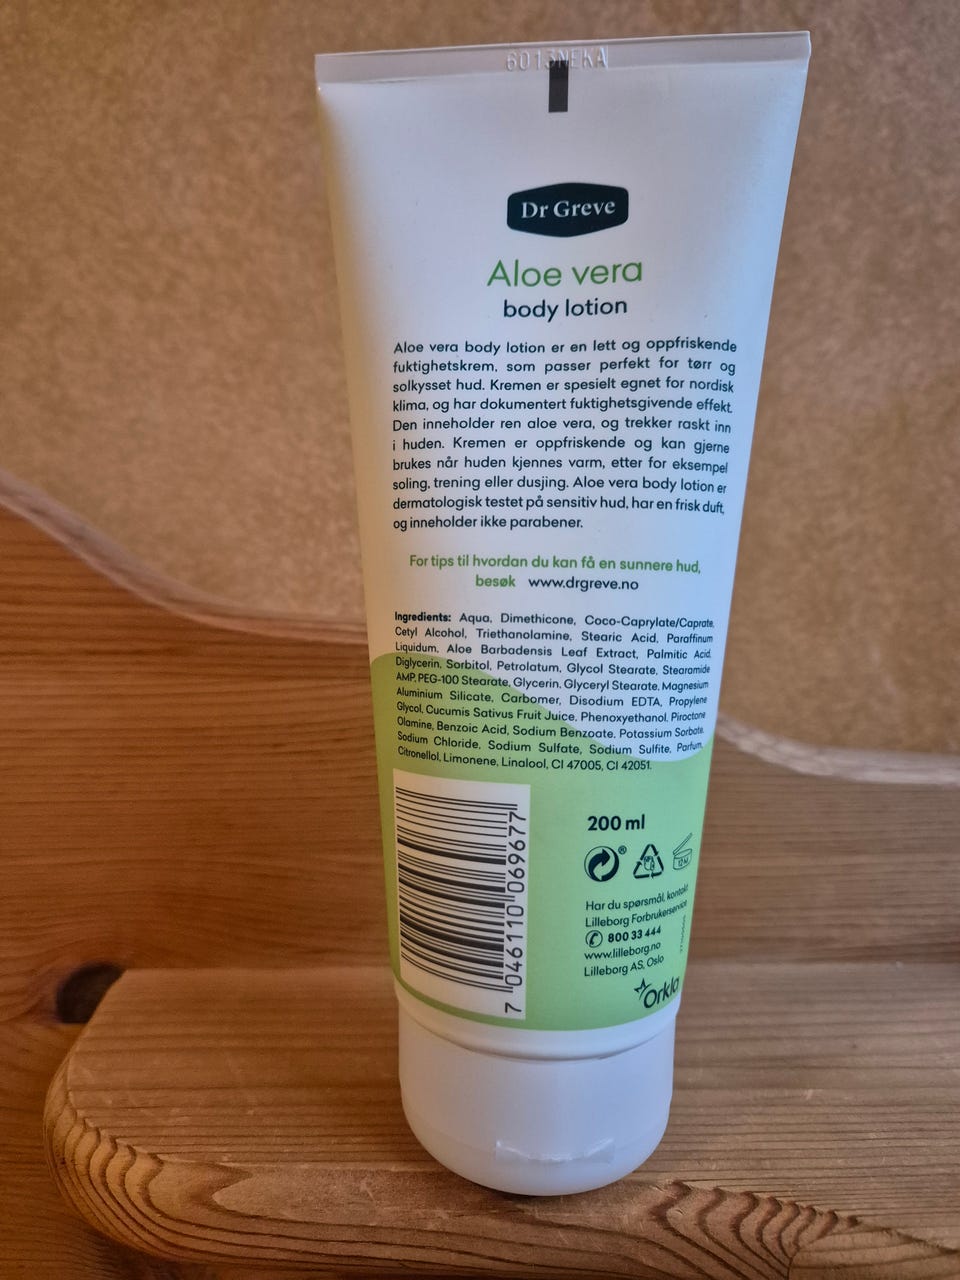 6013NEKA
Dr Greve
Aloe vera
body lotion
Aloe vera body lotion er en lett og oppfriskende
fuktighetskrem, som passer perfekt for tørr og
solkysset hud. Kremen er spesielt egnet for nordisk
klima, og har dokumentert fuktighetsgivende effekt.
Den inneholder ren aloe vera, og trekker raskt inn
i huden. Kremen er oppfriskende og kan gjerne
brukes når huden kjennes varm, etter for eksempel
soling, trening eller dusjing. Aloe vera body lotion er
dermatologisk testet på sensitiv hud, har en frisk duft,
og inneholder ikke parabener.
For tips til hvordan du kan få en sunnere hud,
besøk www.drgreve.no
Ingredients: Aqua, Dimethicone, Coco-Caprylate/Caprate,
Cetyl Alcohol, Triethanolamine, Stearic Acid, Paraffinum
Liquidum, Aloe Barbadensis Leaf Extract, Palmitic Acid,
Diglycerin, Sorbitol, Petrolatum, Glycol Stearate, Stearamide
AMP, PEG-100 Stearate, Glycerin, Glyceryl Stearate, Magnesium
Aluminium Silicate, Carbomer, Disodium EDTA, Propylene
Glycol, Cucumis Sativus Fruit Juice, Phenoxyethanol, Piroctone
Olamine, Benzoic Acid, Sodium Benzoate, Potassium Sorbate,
Sodium Chloride, Sodium Sulfate, Sodium Sulfite, Parfum,
Citronellol, Limonene, Linalool, CI 47005, CI 42051.
7 046110 069677
200 ml
®
12M
Har du spørsmål, kontakt
Lilleborg Forbrukerservice
800 33 444
www.lilleborg.no
Lilleborg AS, Oslo
Orkla